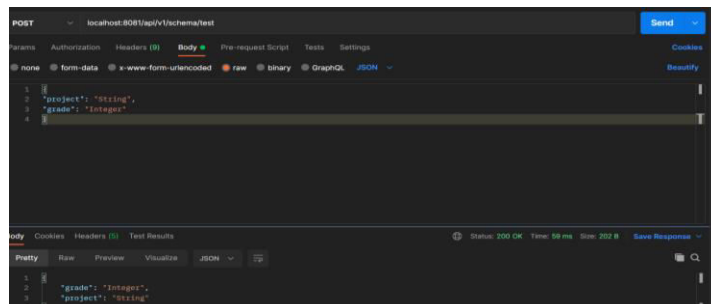 POST localhost:8081/api/v1/schema/test Send
Params Authorization Headers (9) Body Pre-request Script Tests Settings Cookies
none form-data x-www-form-urlencoded raw binary GraphQL JSON Beautify
1 {
2 "project": "String",
3 "grade": "Integer"
4 }
Body Cookies Headers (5) Test Results Status: 200 OK Time: 59 ms Size: 202 B Save Response
Pretty Raw Preview Visualize JSON
1 {
2 "grade": "Integer",
3 "project": "String"